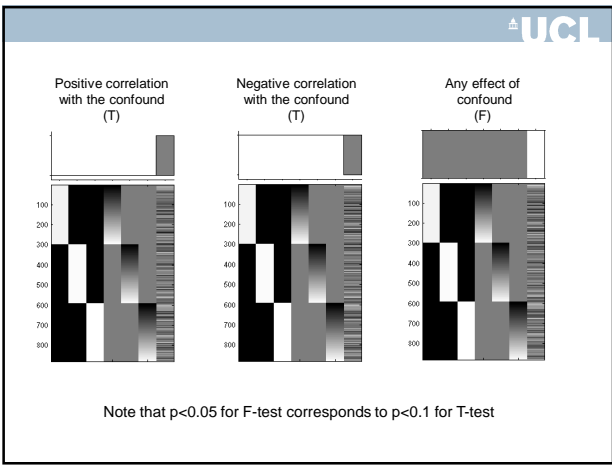 UCL
Positive correlation
with the confound
(T)
Negative correlation
with the confound
(T)
Any effect of
confound
(F)
100
200
300
400
500
600
700
800
100
200
300
400
500
600
700
800
100
200
300
400
500
600
700
800
Note that p<0.05 for F-test corresponds to p<0.1 for T-test